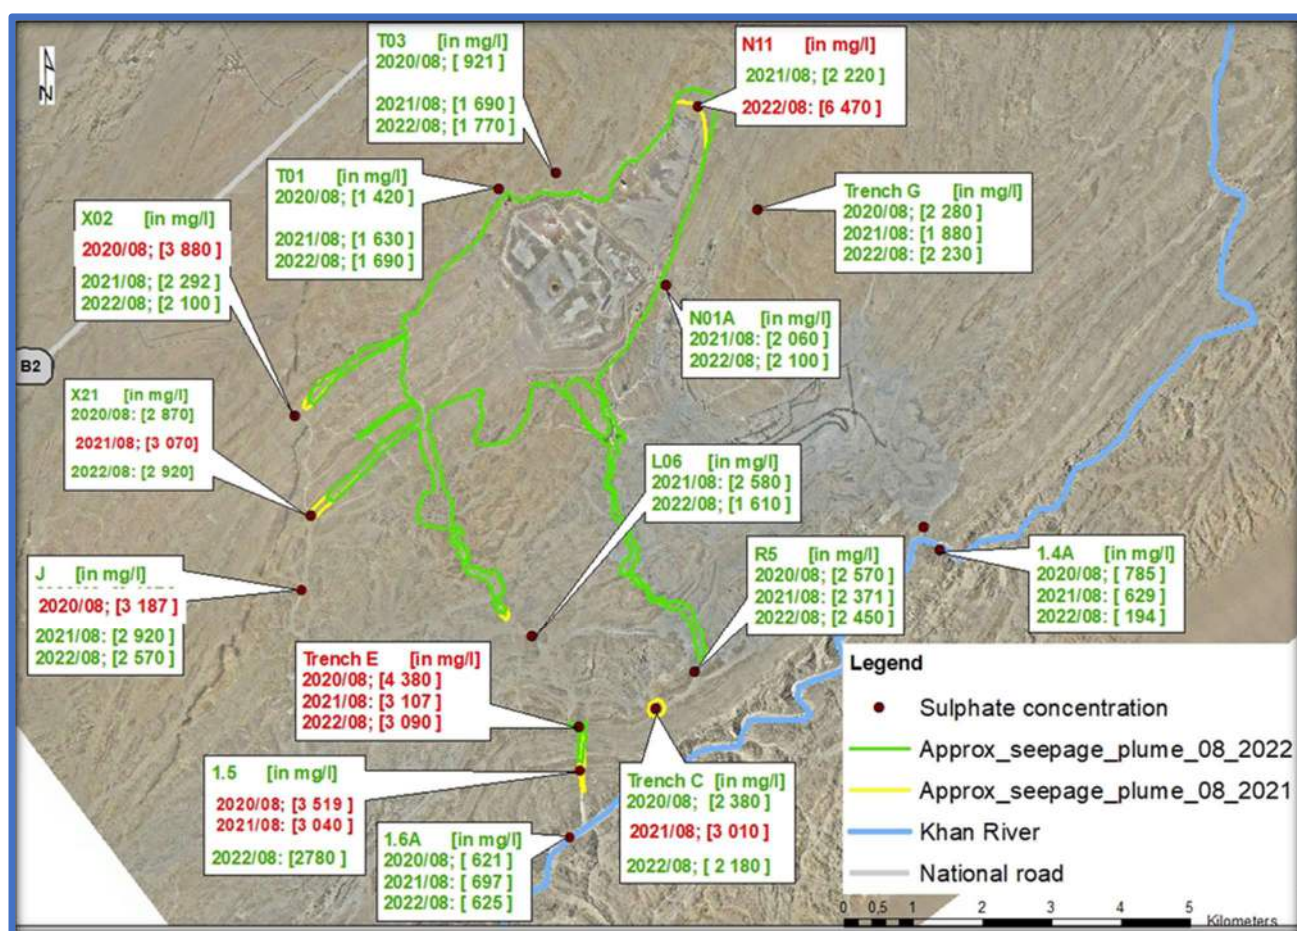 T03 [in mg/l]
2020/08; [ 921 ]
2021/08; [1 690 ]
2022/08; [1 770 ]
N11 [in mg/l]
2021/08; [2 220 ]
2022/08: [6 470 ]
T01 [in mg/l]
2020/08; [1 420 ]
2021/08; [1 630 ]
2022/08; [1 690 ]
Trench G [in mg/l]
2020/08; [2 280 ]
2021/08; [1 880 ]
2022/08; [2 230 ]
X02 [in mg/l]
2020/08; [3 880 ]
2021/08; [2 292 ]
2022/08; [2 100 ]
N01A [in mg/l]
2021/08: [2 060 ]
2022/08; [2 100 ]
B2
X21 [in mg/l]
2020/08: [2 870]
2021/08; [3 070]
2022/08; [2 920]
L06 [in mg/l]
2021/08: [2 580 ]
2022/08; [1 610 ]
J [in mg/l]
2020/08; [3 187 ]
2021/08; [2 920 ]
2022/08; [2 570 ]
R5 [in mg/l]
2020/08; [2 570 ]
2021/08; [2 371 ]
2022/08; [2 450 ]
1.4A [in mg/l]
2020/08; [ 785 ]
2021/08; [ 629 ]
2022/08: [ 194 ]
Trench E [in mg/l]
2020/08; [4 380 ]
2021/08: [3 107 ]
2022/08; [3 090 ]
1.5 [in mg/l]
2020/08; [3 519 ]
2021/08: [3 040 ]
2022/08: [2780 ]
1.6A [in mg/l]
2020/08; [ 621 ]
2021/08; [ 697 ]
2022/08; [ 625 ]
Trench C [in mg/l]
2020/08; [2 380 ]
2021/08; [3 010 ]
2022/08; [ 2 180 ]
Legend
Sulphate concentration
Approx_seepage_plume_08_2022
Approx_seepage_plume_08_2021
Khan River
National road
0 0,5 1 2 3 4 5
Kilometers